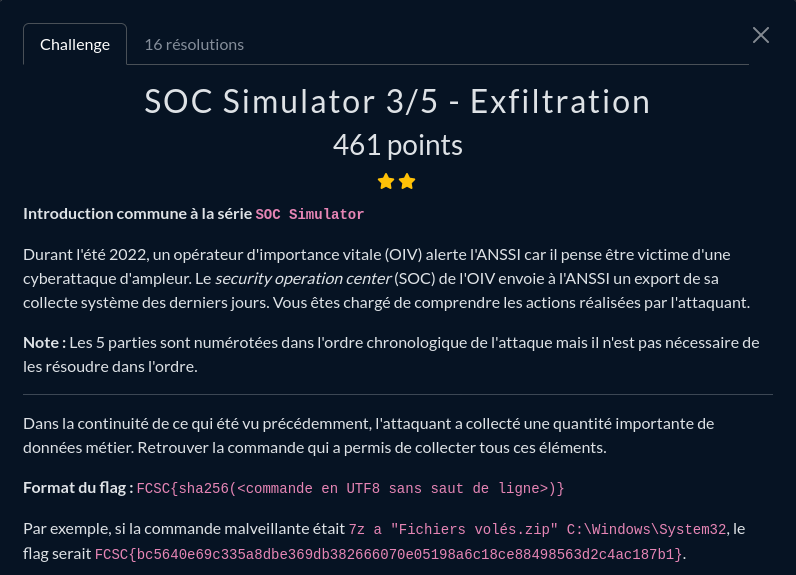 Challenge
16 résolutions
SOC Simulator 3/5 - Exfiltration
461 points
Introduction commune à la série SOC Simulator
Durant l'été 2022, un opérateur d'importance vitale (OIV) alerte l'ANSSI car il pense être victime d'une
cyberattaque d'ampleur. Le security operation center (SOC) de l'OIV envoie à l'ANSSI un export de sa
collecte système des derniers jours. Vous êtes chargé de comprendre les actions réalisées par l'attaquant.
Note : Les 5 parties sont numérotées dans l'ordre chronologique de l'attaque mais il n'est pas nécessaire de
les résoudre dans l'ordre.
Dans la continuité de ce qui été vu précédemment, l'attaquant a collecté une quantité importante de
données métier. Retrouver la commande qui a permis de collecter tous ces éléments.
Format du flag : FCSC{sha256(<commande en UTF8 sans saut de ligne>)}
Par exemple, si la commande malveillante était 7z a "Fichiers volés.zip" C:\Windows\System32, le
flag serait FCSC{bc5640e69c335a8dbe369db382666070e05198a6c18ce88498563d2c4ac187b1}.